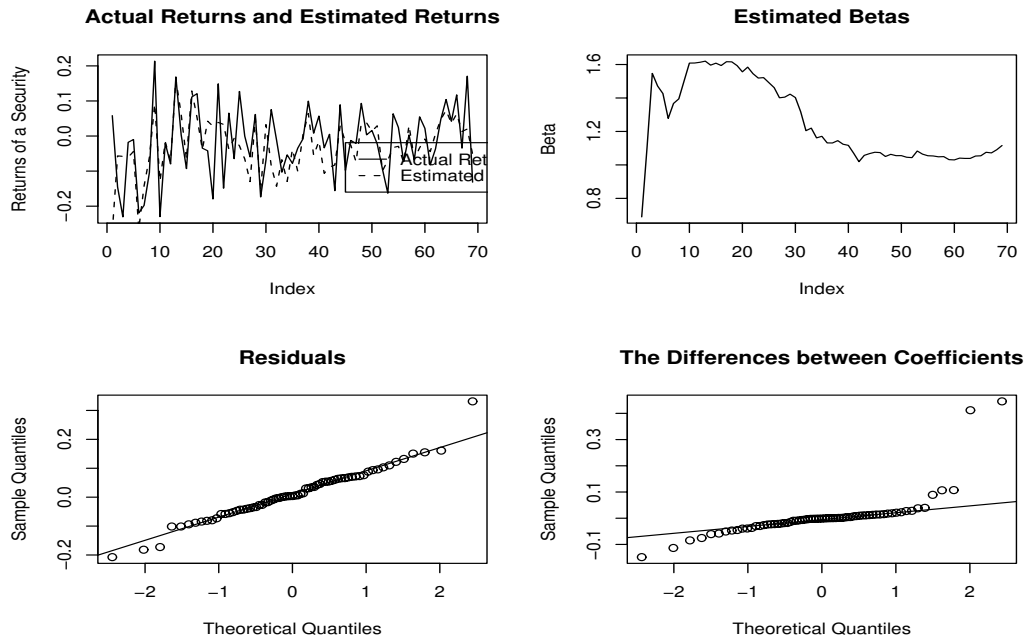 Actual Returns and Estimated Returns
Returns of a Security
0.2
0.1
0.0
−0.2
Actual Ret
Estimated
0 10 20 30 40 50 60 70
Index
Estimated Betas
Beta
1.6
1.2
0.8
0 10 20 30 40 50 60 70
Index
Residuals
Sample Quantiles
0.2
0.0
−0.2
−2 −1 0 1 2
Theoretical Quantiles
The Differences between Coefficients
Sample Quantiles
0.3
0.1
−0.1
−2 −1 0 1 2
Theoretical Quantiles